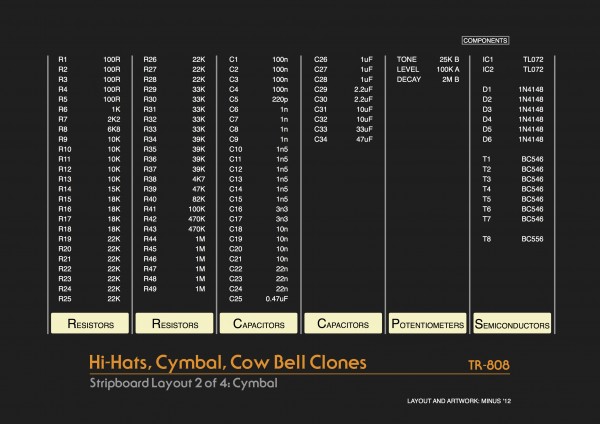 COMPONENTS
R1 100R
R2 100R
R3 100R
R4 100R
R5 100R
R6 1K
R7 2K2
R8 6K8
R9 10K
R10 10K
R11 10K
R12 10K
R13 10K
R14 15K
R15 18K
R16 18K
R17 18K
R18 18K
R19 22K
R20 22K
R21 22K
R22 22K
R23 22K
R24 22K
R25 22K
RESISTORS
R26 22K
R27 22K
R28 22K
R29 33K
R30 33K
R31 33K
R32 33K
R33 33K
R34 39K
R35 39K
R36 39K
R37 39K
R38 4K7
R39 47K
R40 82K
R41 100K
R42 470K
R43 470K
R44 1M
R45 1M
R46 1M
R47 1M
R48 1M
R49 1M
RESISTORS
C1 100n
C2 100n
C3 100n
C4 100n
C5 220p
C6 1n
C7 1n
C8 1n
C9 1n
C10 1n5
C11 1n5
C12 1n5
C13 1n5
C14 1n5
C15 1n5
C16 3n3
C17 3n3
C18 10n
C19 10n
C20 10n
C21 10n
C22 22n
C23 22n
C24 22n
C25 0.47uF
CAPACITORS
C26 1uF
C27 1uF
C28 1uF
C29 2.2uF
C30 2.2uF
C31 10uF
C32 10uF
C33 33uF
C34 47uF
CAPACITORS
TONE 25K B
LEVEL 100K A
DECAY 2M B
POTENTIOMETERS
IC1 TL072
IC2 TL072
D1 1N4148
D2 1N4148
D3 1N4148
D4 1N4148
D5 1N4148
D6 1N4148
T1 BC546
T2 BC546
T3 BC546
T4 BC546
T5 BC546
T6 BC546
T7 BC546
T8 BC556
SEMICONDUCTORS
Hi-Hats, Cymbal, Cow Bell Clones TR-808
Stripboard Layout 2 of 4: Cymbal
LAYOUT AND ARTWORK: MINUS '12